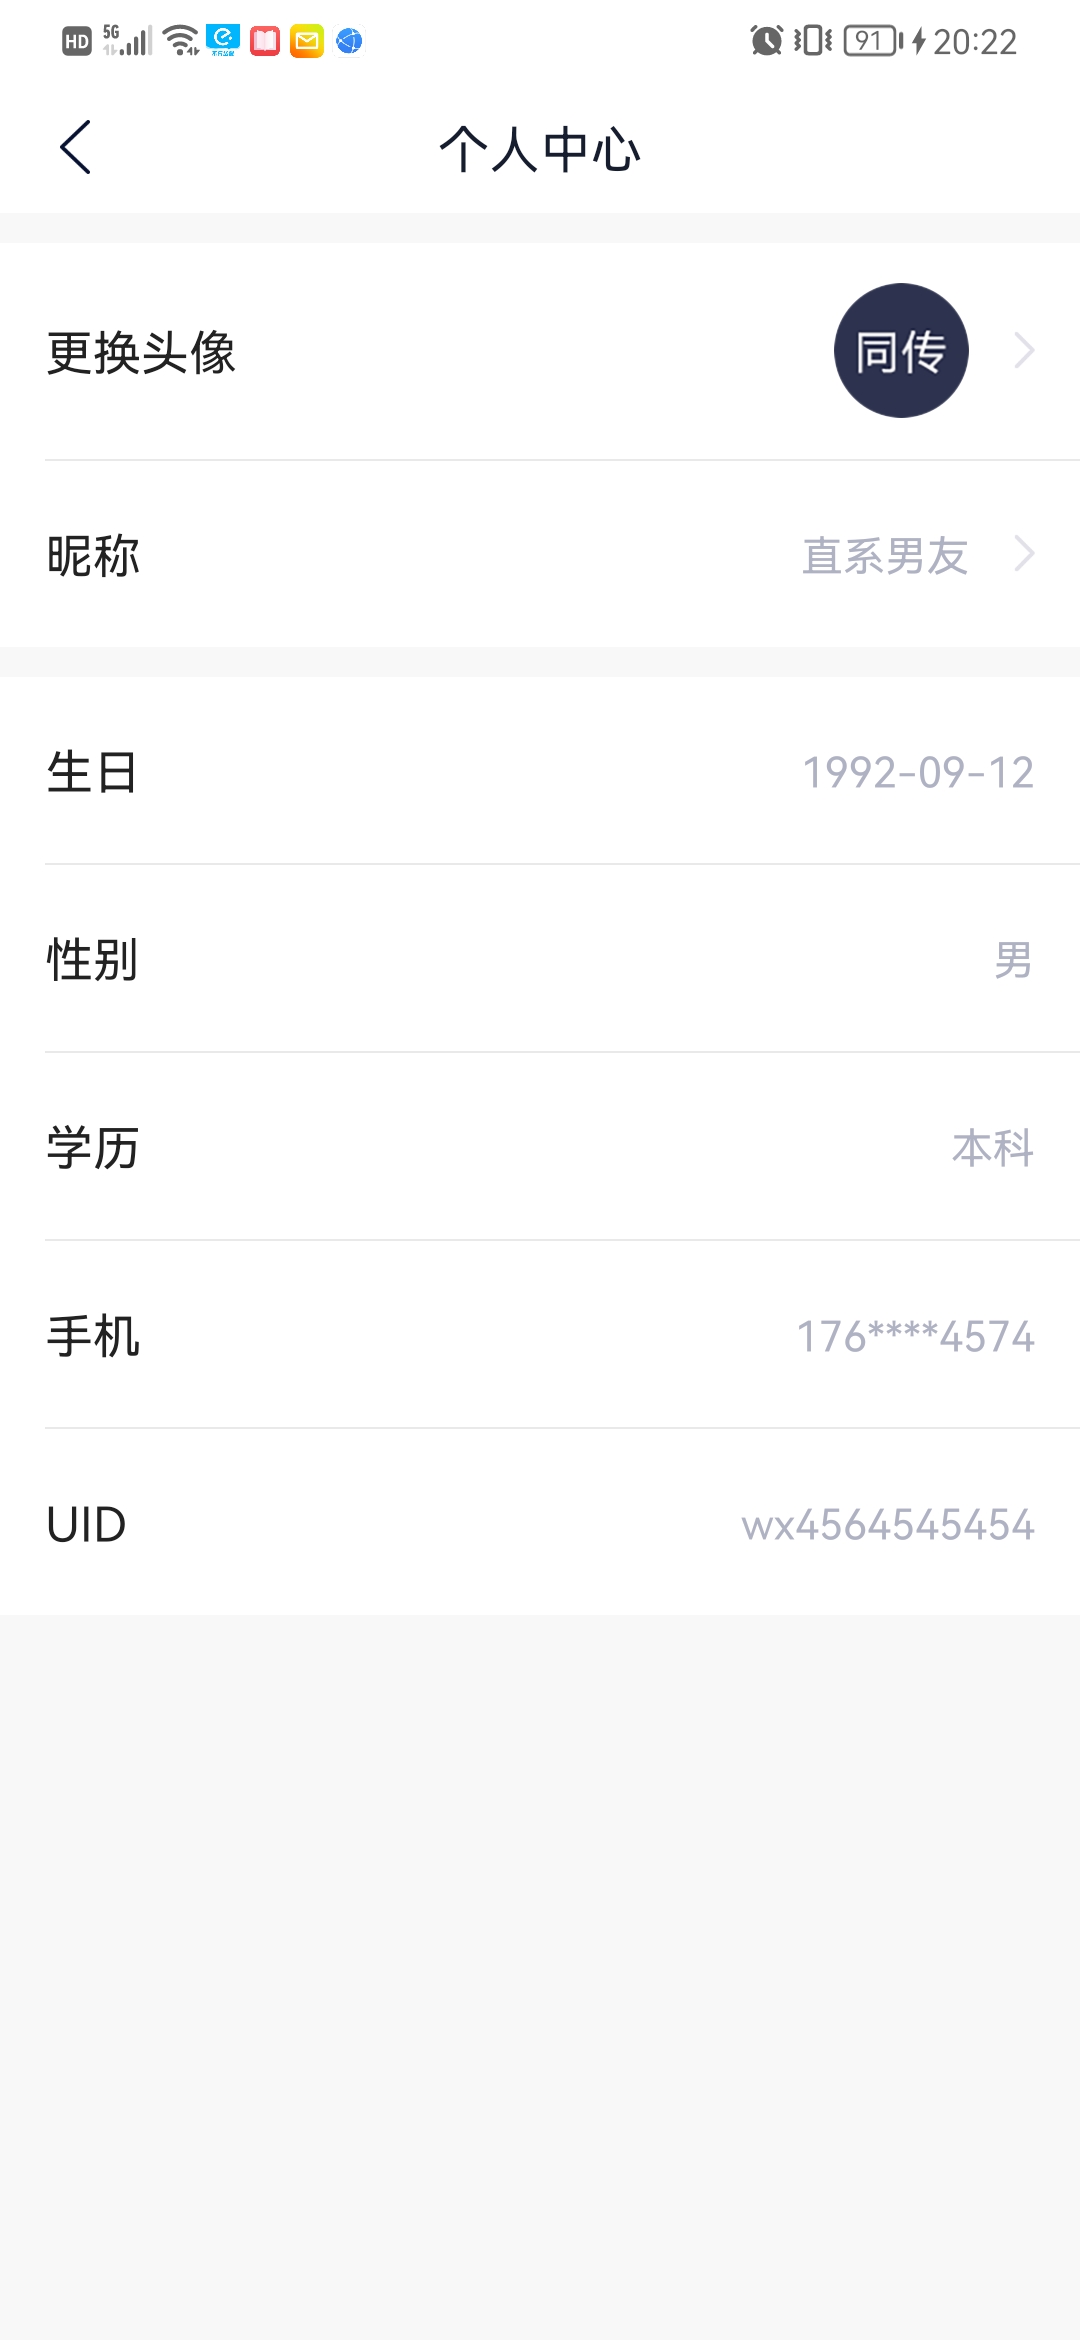 HD 5G 91 20:22
个人中心
更换头像 同传
昵称 直系男友
生日 1992-09-12
性别 男
学历 本科
手机 176****4574
UID wx4564545454